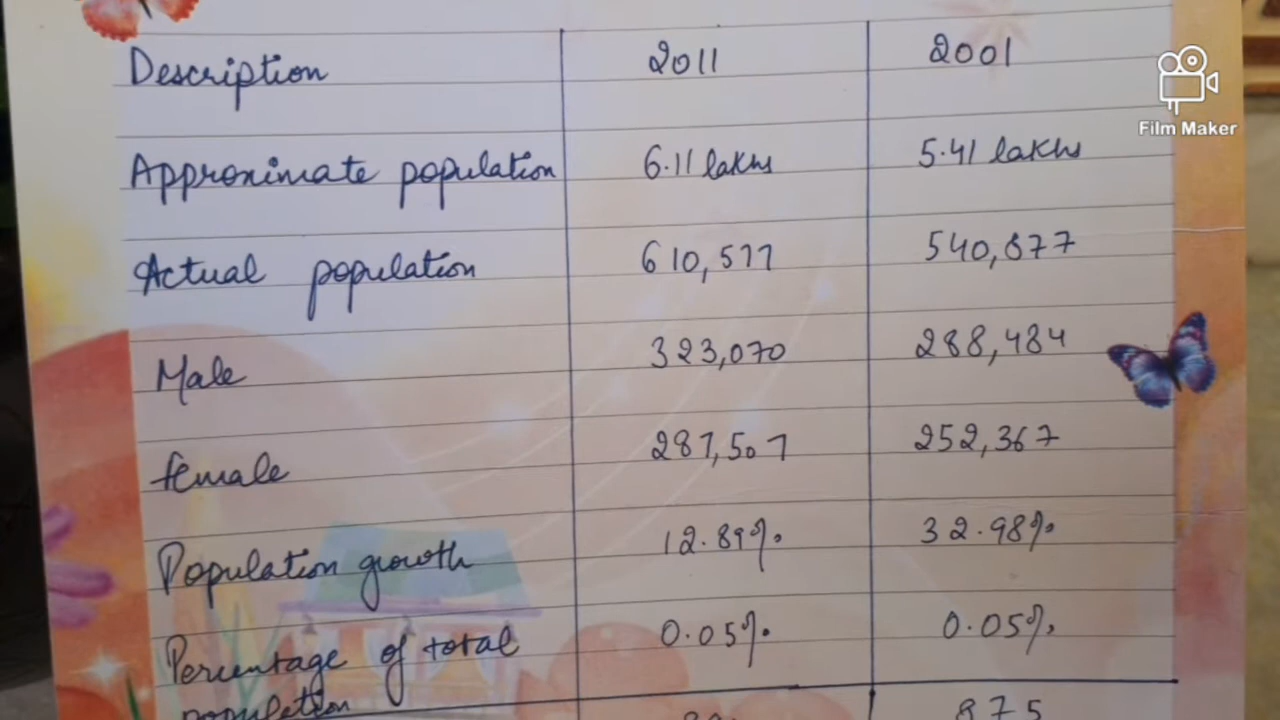 Description 2011 2001
Film Maker
Approximate population 6.11 lakhs 5.41 lakhs
Actual population 610,577 540,877
Male 323,070 288,484
female 287,507 252,367
Population growth 12.89% 32.98%
Percentage of total 0.05% 0.05%
population
875